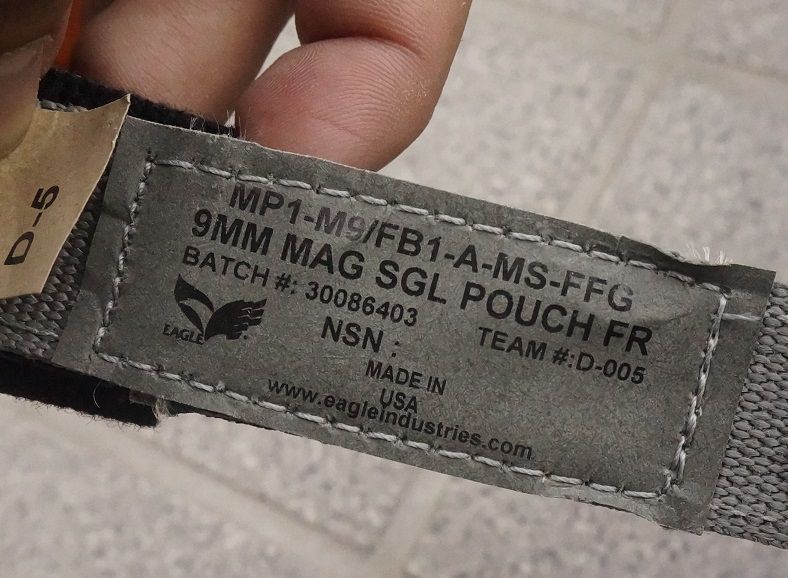 D-5
MP1-M9/FB1-A-MS-FFG
9MM MAG SGL POUCH FR
BATCH #: 30086403
TEAM #:D-005
EAGLE
NSN :
MADE IN
USA
www.eagleindustries.com